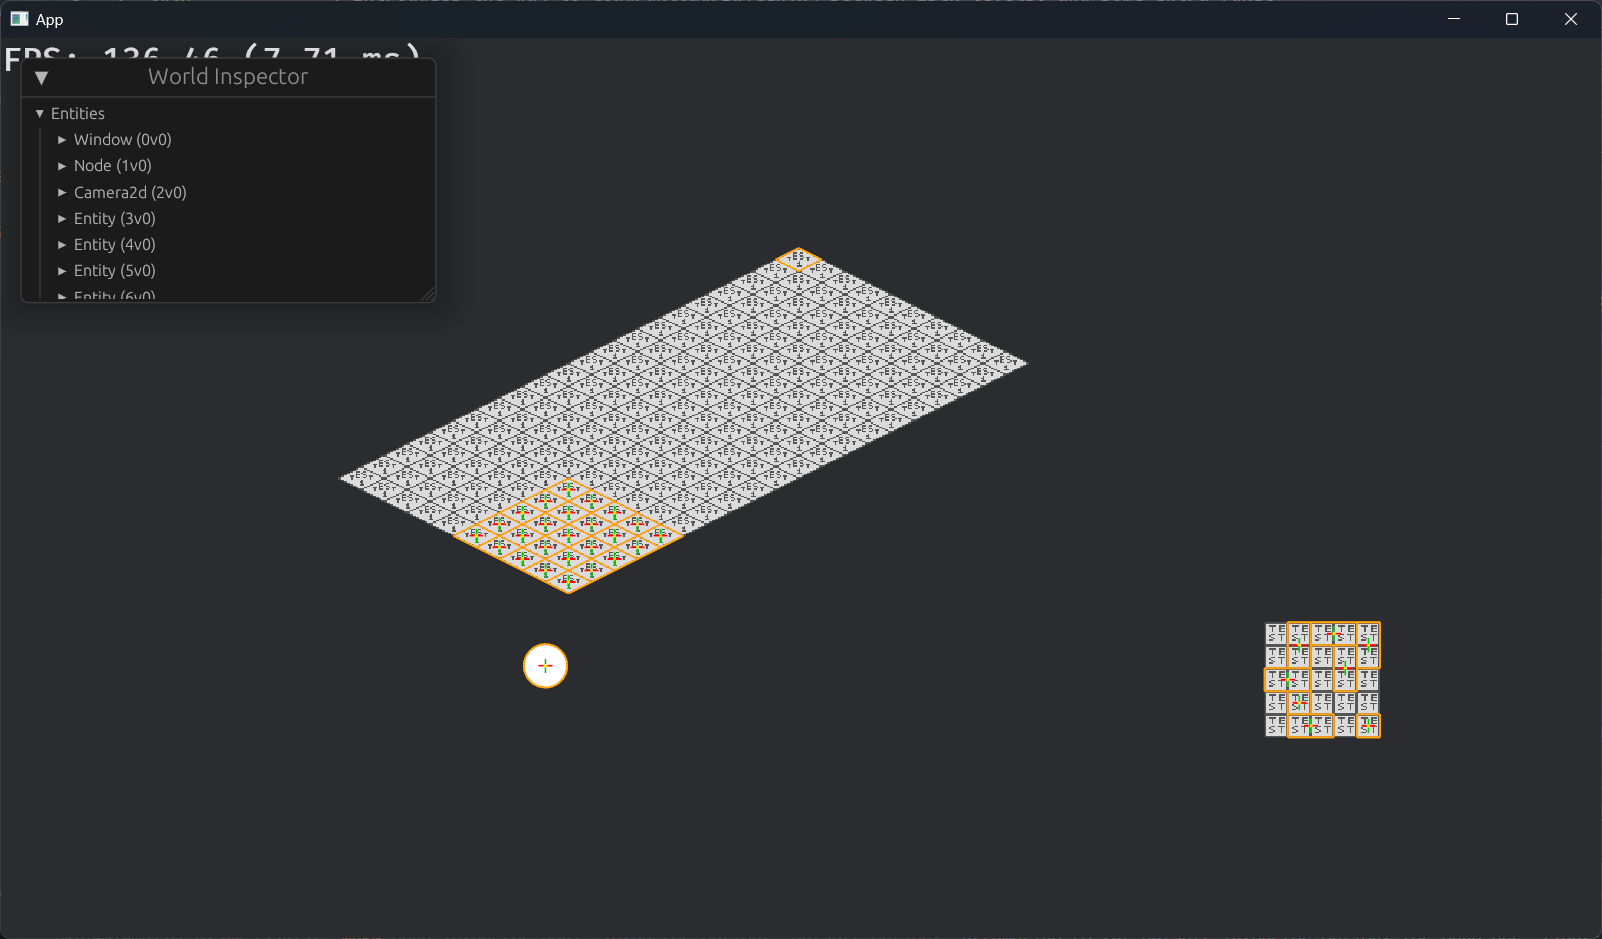 App
FPS: 136.46 (7.71 ms)
World Inspector
Entities
Window (0v0)
Node (1v0)
Camera2d (2v0)
Entity (3v0)
Entity (4v0)
Entity (5v0)
Entity (6v0)
TEST
1
TE TE TE TE TE
ST ST ST ST ST
TE TE TE TE TE
ST ST ST ST ST
TE TE TE TE TE
ST ST ST ST ST
TE TE TE TE TE
ST ST ST ST ST
TE TE TE TE TE
ST ST ST ST ST